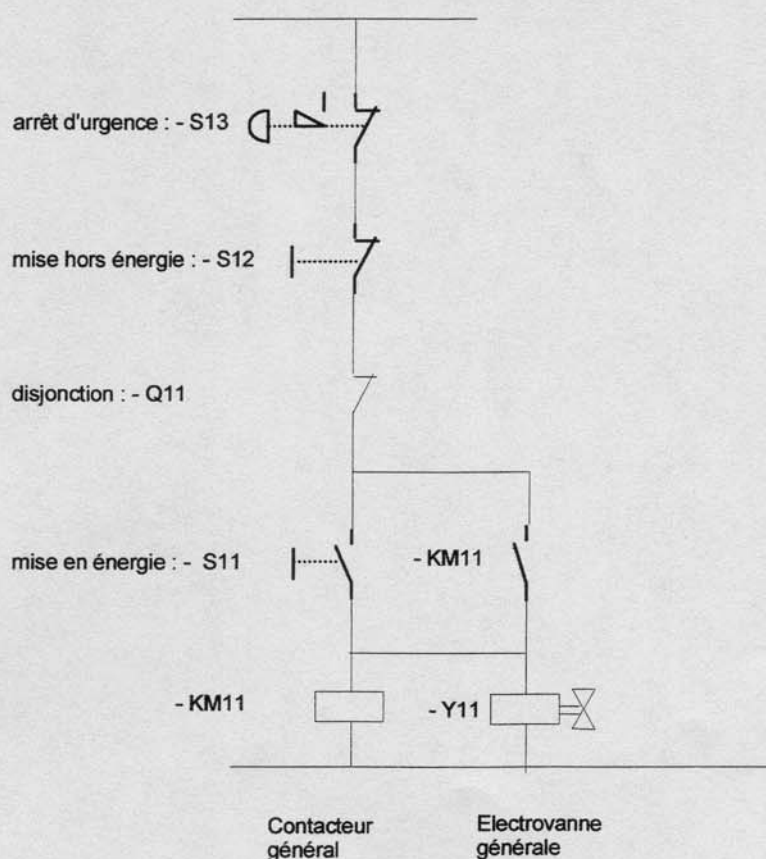 arrêt d'urgence : - S13
mise hors énergie : - S12
disjonction : - Q11
mise en énergie : - S11
- KM11
- KM11
- Y11
Contacteur
général
Electrovanne
générale